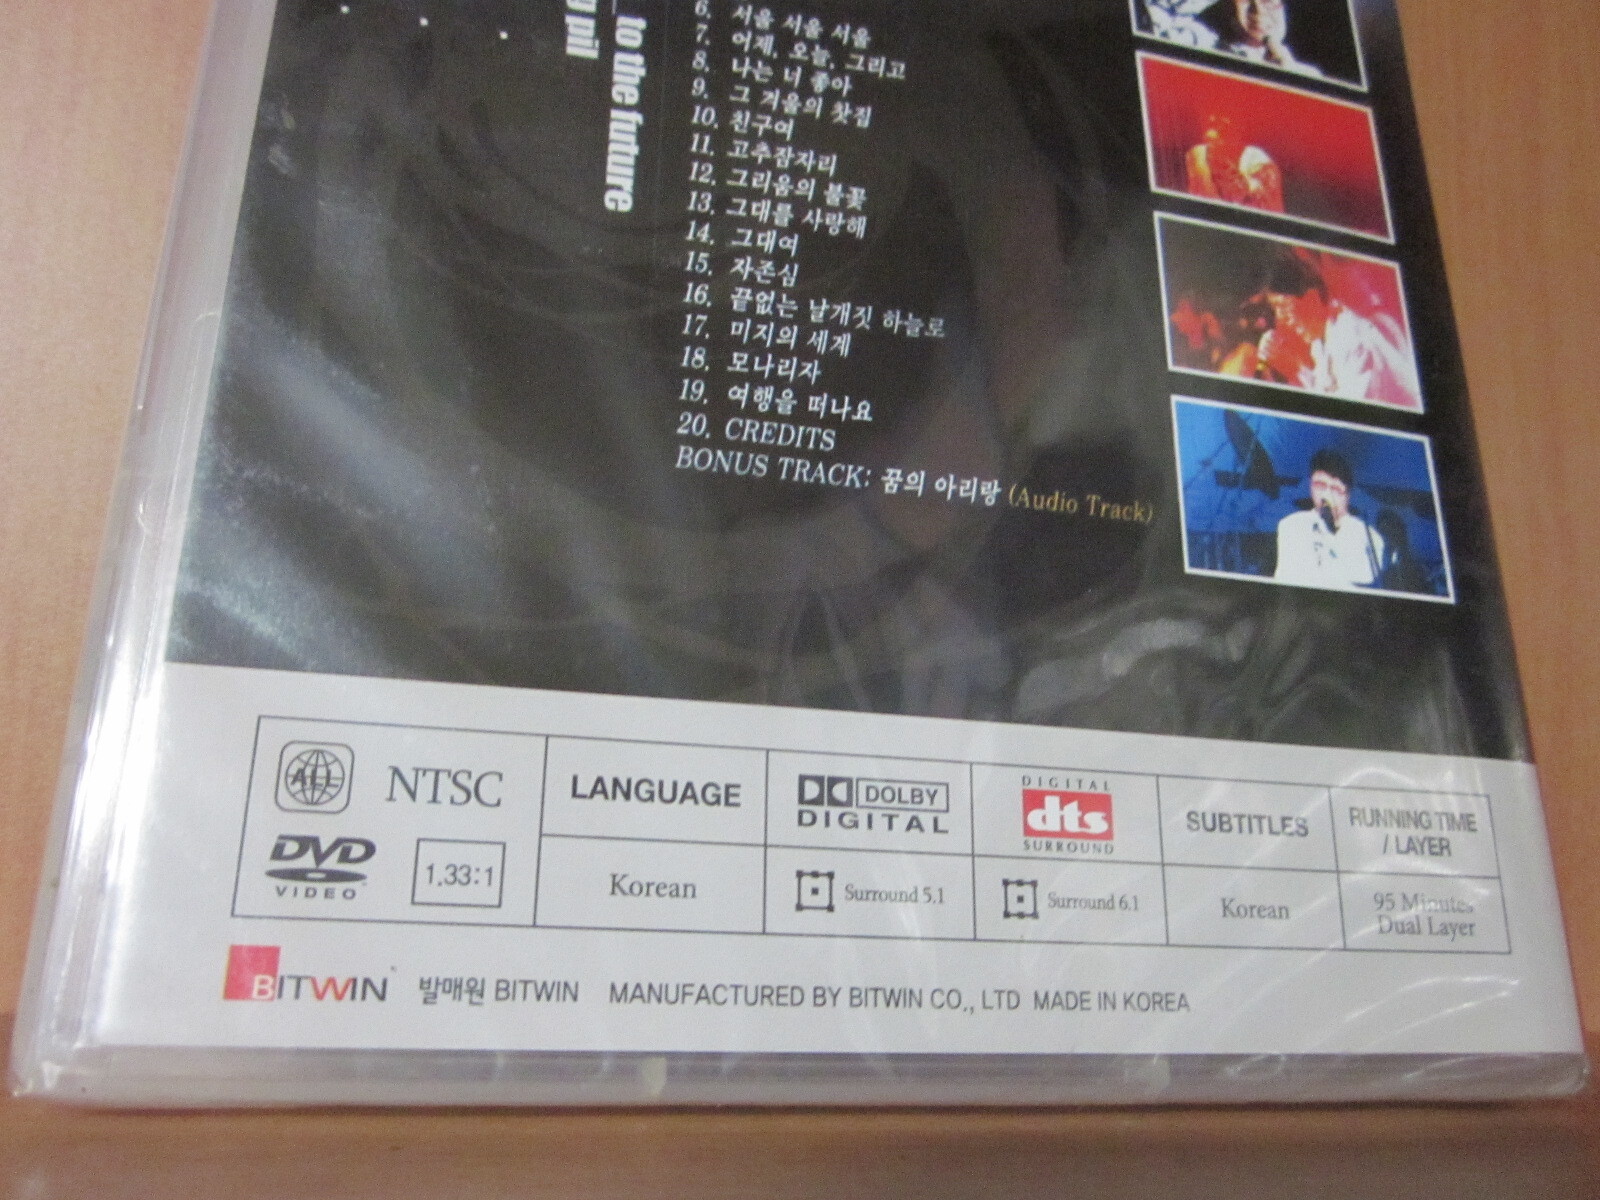 to the future
pil
6. 서울 서울 서울
7. 어제, 오늘, 그리고
8. 나는 너 좋아
9. 그 겨울의 찻집
10. 친구여
11. 고추잠자리
12. 그리움의 불꽃
13. 그대를 사랑해
14. 그대여
15. 자존심
16. 끝없는 날개짓 하늘로
17. 미지의 세계
18. 모나리자
19. 여행을 떠나요
20. CREDITS
BONUS TRACK: 꿈의 아리랑 (Audio Track)
ALL NTSC
DVD VIDEO 1.33:1
LANGUAGE
Korean
DOLBY DIGITAL
Surround 5.1
DIGITAL dts SURROUND
Surround 6.1
SUBTITLES
Korean
RUNNING TIME
/ LAYER
95 Minutes
Dual Layer
BITWIN 발매원 BITWIN MANUFACTURED BY BITWIN CO., LTD MADE IN KOREA